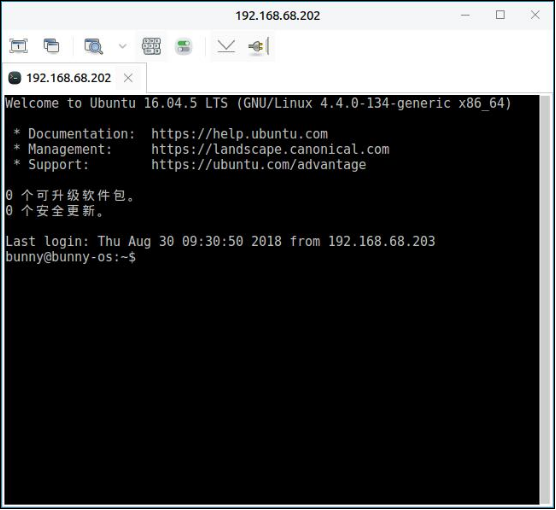 192.168.68.202
192.168.68.202
Welcome to Ubuntu 16.04.5 LTS (GNU/Linux 4.4.0-134-generic x86_64)
* Documentation:  https://help.ubuntu.com
* Management:     https://landscape.canonical.com
* Support:        https://ubuntu.com/advantage
0 个可升级软件包。
0 个安全更新。
Last login: Thu Aug 30 09:30:50 2018 from 192.168.68.203
bunny@bunny-os:~$